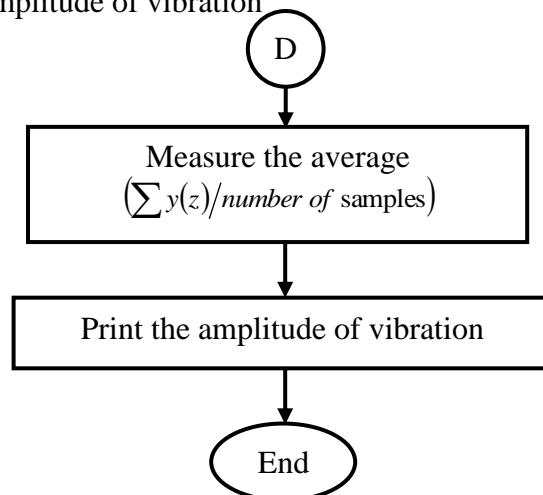 amplitude of vibration
D
Measure the average
(∑ y(z)/number of samples)
Print the amplitude of vibration
End